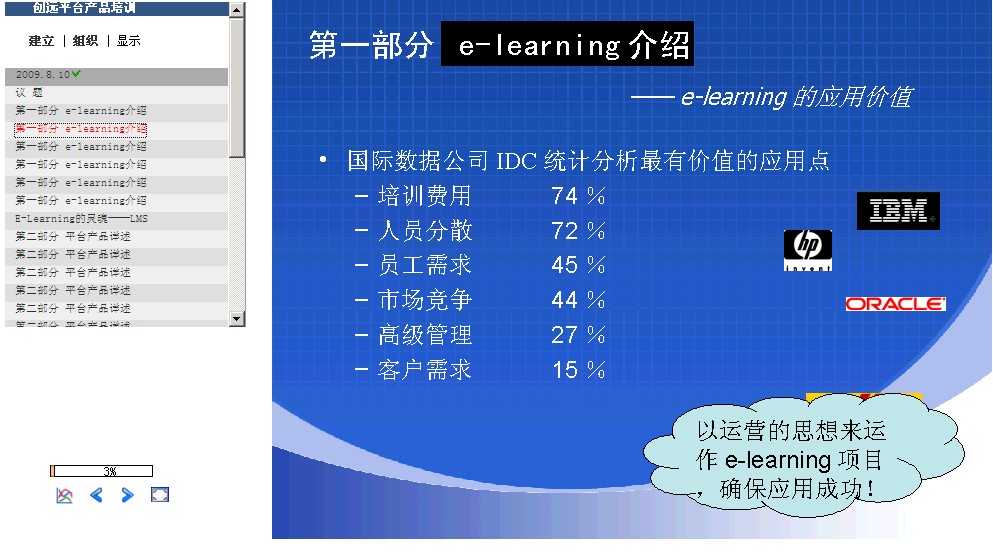 创远平台产品培训
建立 | 组织 | 显示
2009.8.10
议 题
第一部分 e-learning介绍
第一部分 e-learning介绍
第一部分 e-learning介绍
第一部分 e-learning介绍
第一部分 e-learning介绍
第一部分 e-learning介绍
E-Learning的灵魂——LMS
第二部分 平台产品详述
第二部分 平台产品详述
第二部分 平台产品详述
第二部分 平台产品详述
第二部分 平台产品详述
第二部分 平台产品详述
3%
第一部分 e-learning 介绍
—— e-learning 的应用价值
• 国际数据公司 IDC 统计分析最有价值的应用点
– 培训费用 74 %
– 人员分散 72 %
– 员工需求 45 %
– 市场竞争 44 %
– 高级管理 27 %
– 客户需求 15 %
IBM
hp
invent
ORACLE
以运营的思想来运
作 e-learning 项目
，确保应用成功!